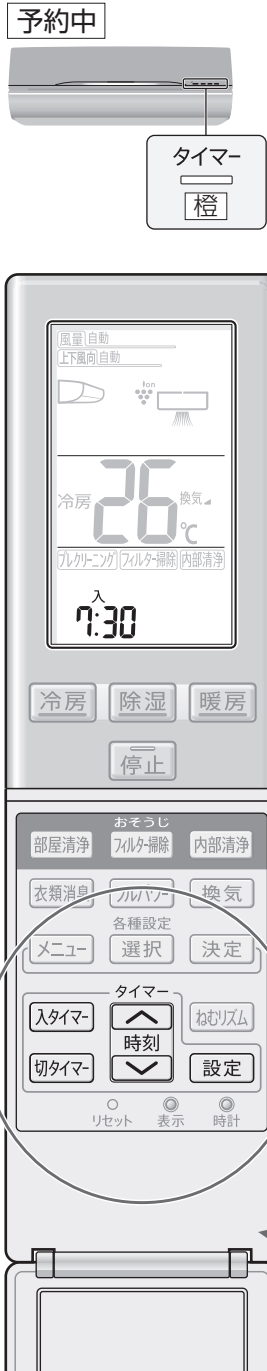 予約中
タイマー
橙
風量 自動
上下風向 自動
ion
冷房 26℃ 換気
プレクリーニング フィルター掃除 内部清浄
入
7:30
冷房 除湿 暖房
停止
おそうじ
部屋清浄 フィルター掃除 内部清浄
衣類消臭 フルパワー 換気
各種設定
メニュー 選択 決定
タイマー
入タイマー ねむリズム
時刻
切タイマー 設定
リセット 表示 時計